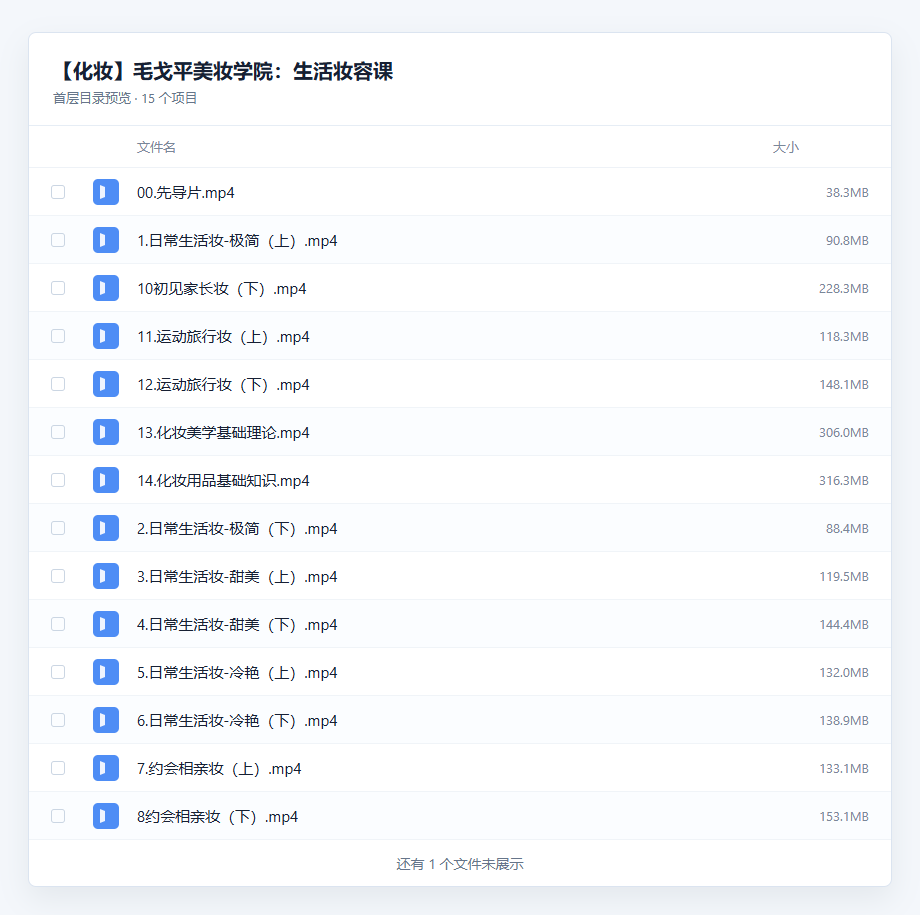 【化妆】毛戈平美妆学院：生活妆容课
首层目录预览 · 15 个项目
文件名 大小
00.先导片.mp4 38.3MB
1.日常生活妆-极简（上）.mp4 90.8MB
10初见家长妆（下）.mp4 228.3MB
11.运动旅行妆（上）.mp4 118.3MB
12.运动旅行妆（下）.mp4 148.1MB
13.化妆美学基础理论.mp4 306.0MB
14.化妆用品基础知识.mp4 316.3MB
2.日常生活妆-极简（下）.mp4 88.4MB
3.日常生活妆-甜美（上）.mp4 119.5MB
4.日常生活妆-甜美（下）.mp4 144.4MB
5.日常生活妆-冷艳（上）.mp4 132.0MB
6.日常生活妆-冷艳（下）.mp4 138.9MB
7.约会相亲妆（上）.mp4 133.1MB
8约会相亲妆（下）.mp4 153.1MB
还有 1 个文件未展示